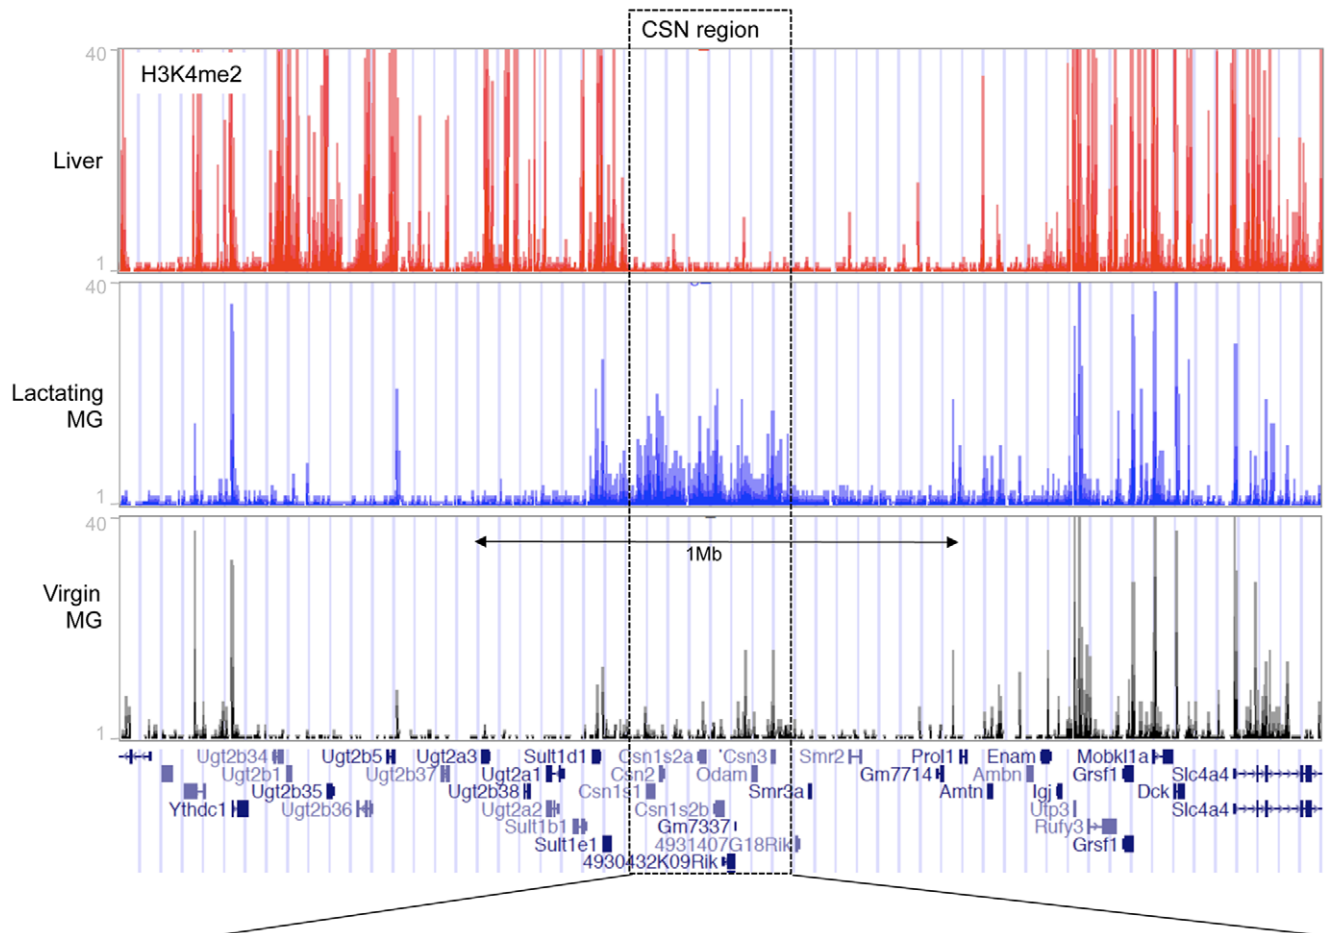 CSN region
40
H3K4me2
Liver
1
40
Lactating
MG
1
40
1Mb
Virgin
MG
1
Ugt2b34 Ugt2b5 Ugt2a3 Sult1d1 Csn1s2a Csn3 Smr2 Prol1 Enam Mobkl1a
Ugt2b1 Ugt2b37 Ugt2a1 Csn2 Odam Gm7714 Ambn Grsf1 Slc4a4
Ugt2b35 Ugt2b38 Csn1s1 Smr3a Amtn Igj Dck
Ythdc1 Ugt2b36 Ugt2a2 Csn1s2b Utp3 Slc4a4
Sult1b1 Gm7337 Rufy3
Sult1e1 4931407G18Rik Grsf1
4930432K09Rik